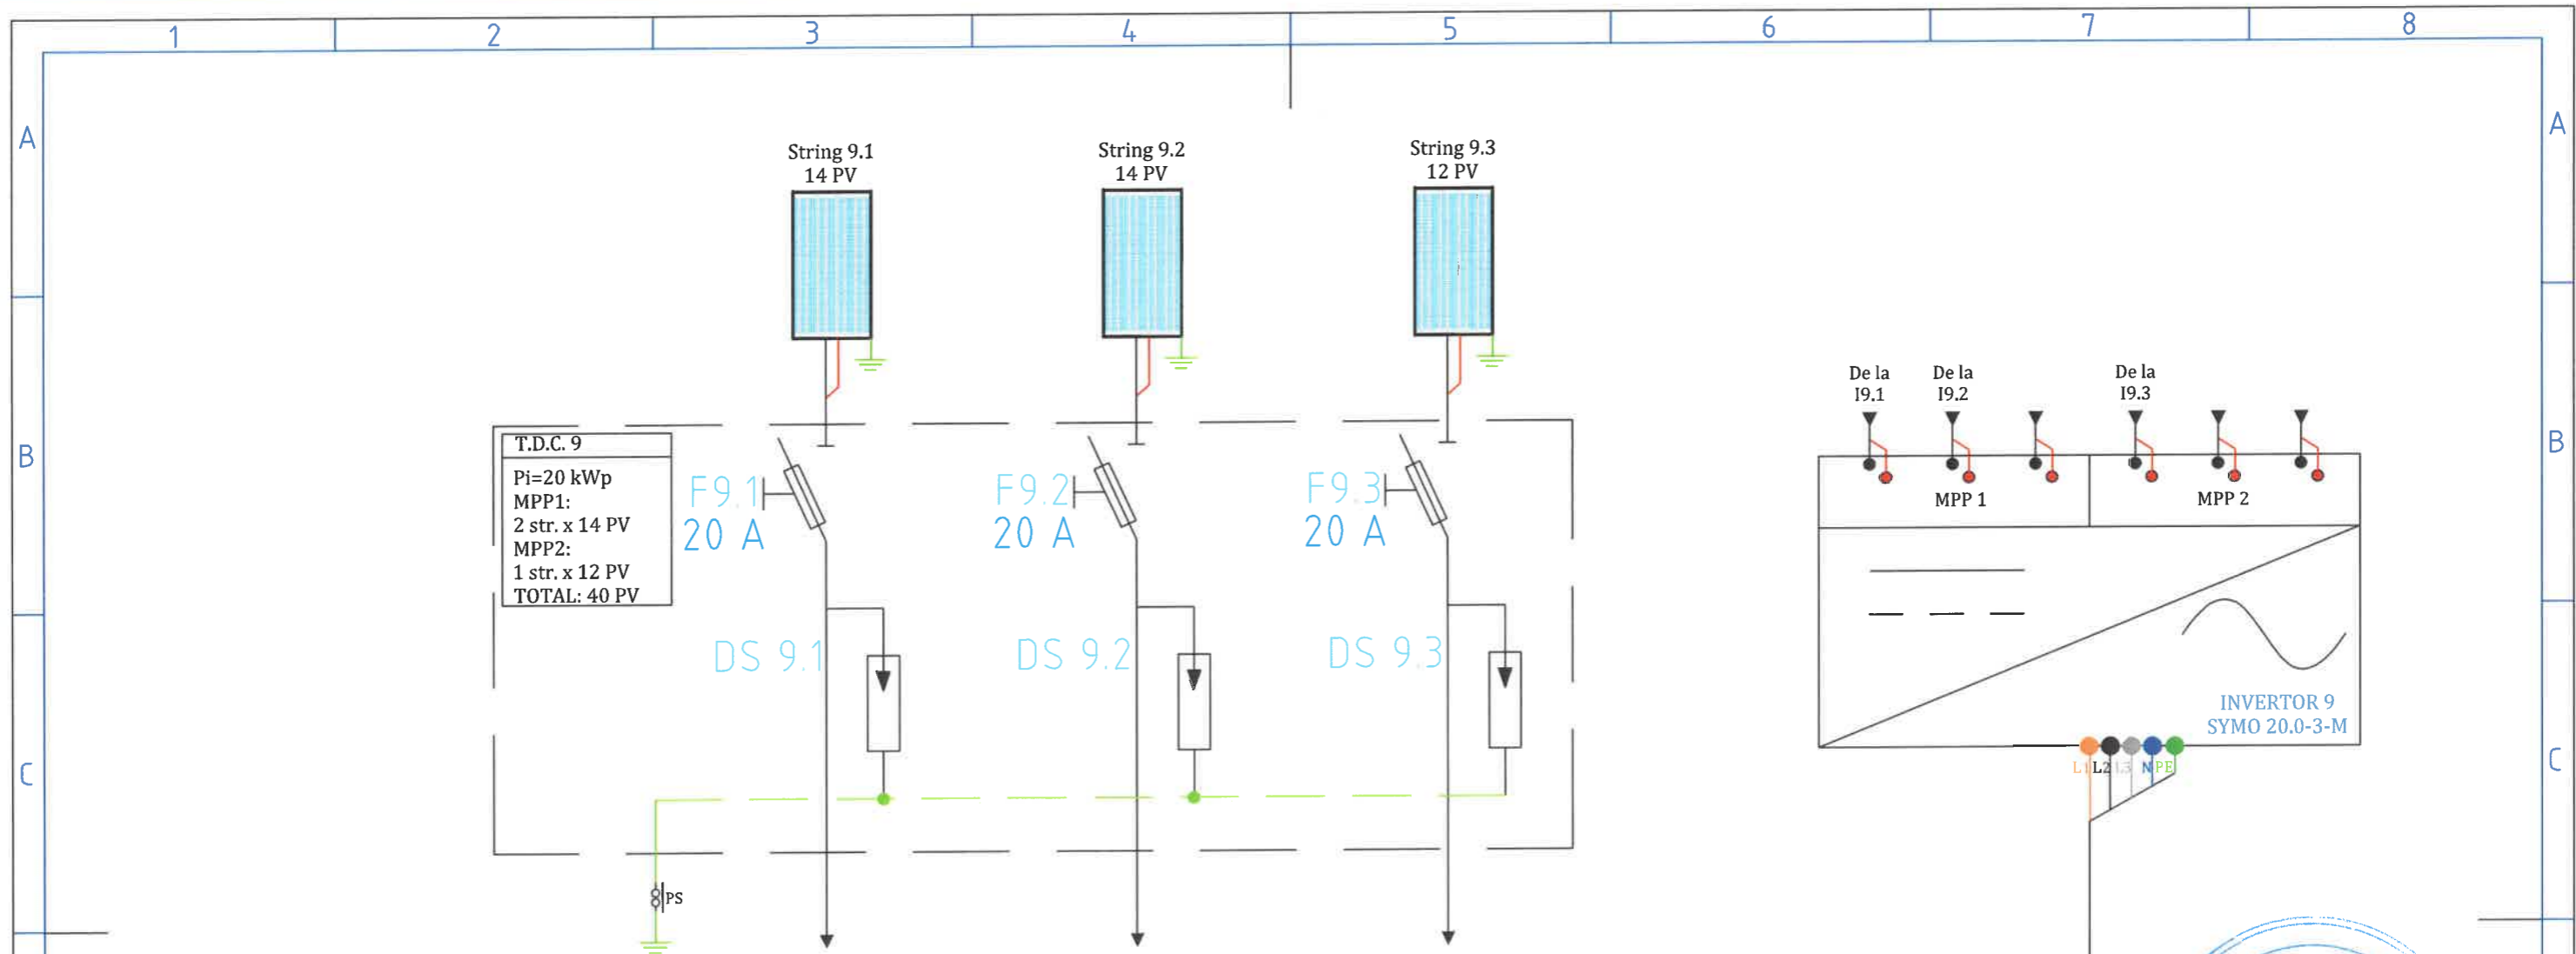 1 2 3 4 5 6 7 8
A A
String 9.1
14 PV
String 9.2
14 PV
String 9.3
12 PV
De la
I9.1
De la
I9.2
De la
I9.3
B B
T.D.C. 9
Pi=20 kWp
MPP1:
2 str. x 14 PV
MPP2:
1 str. x 12 PV
TOTAL: 40 PV
F9.1
20 A
F9.2
20 A
F9.3
20 A
MPP 1
MPP 2
DS 9.1
DS 9.2
DS 9.3
INVERTOR 9
SYMO 20.0-3-M
C C
L1 L2 L3 N PE
PS